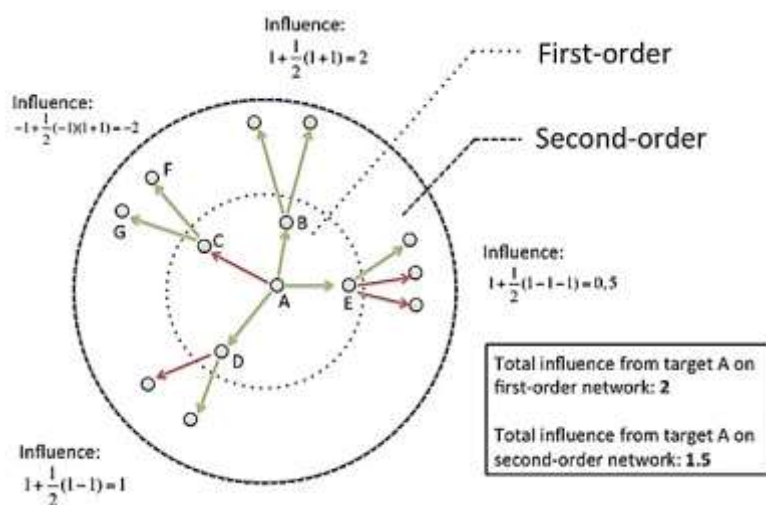 Influence:
1+1/2(1+1)=2
First-order
Influence:
-1+1/2(-1)(1+1)=-2
Second-order
F
G
B
C
A
E
Influence:
1+1/2(1-1-1)=0,5
D
Total influence from target A on
first-order network: 2
Total influence from target A on
second-order network: 1.5
Influence:
1+1/2(1-1)=1